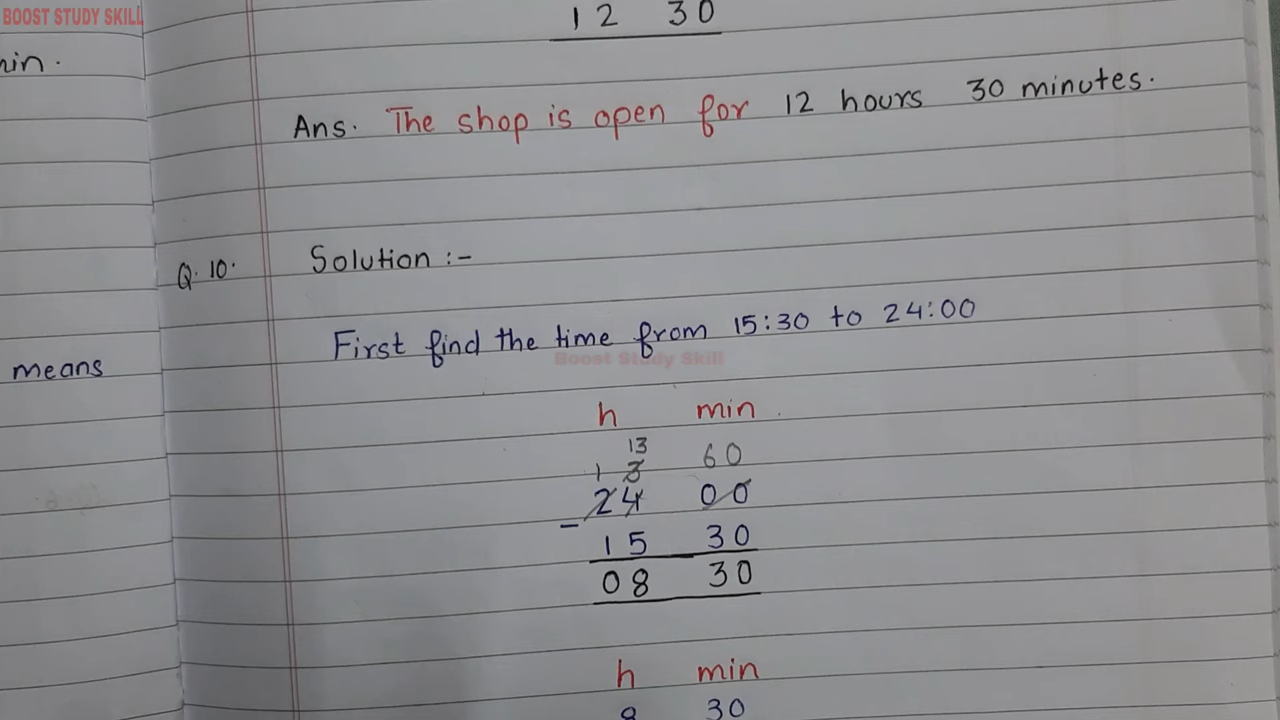 BOOST STUDY SKILL
12 30
Ans. The shop is open for 12 hours 30 minutes.
Q.10. Solution :-
First find the time from 15:30 to 24:00
Boost Study Skill
means
h min
13
1 3 60
24 00
- 15 30
08 30
h min
8 30